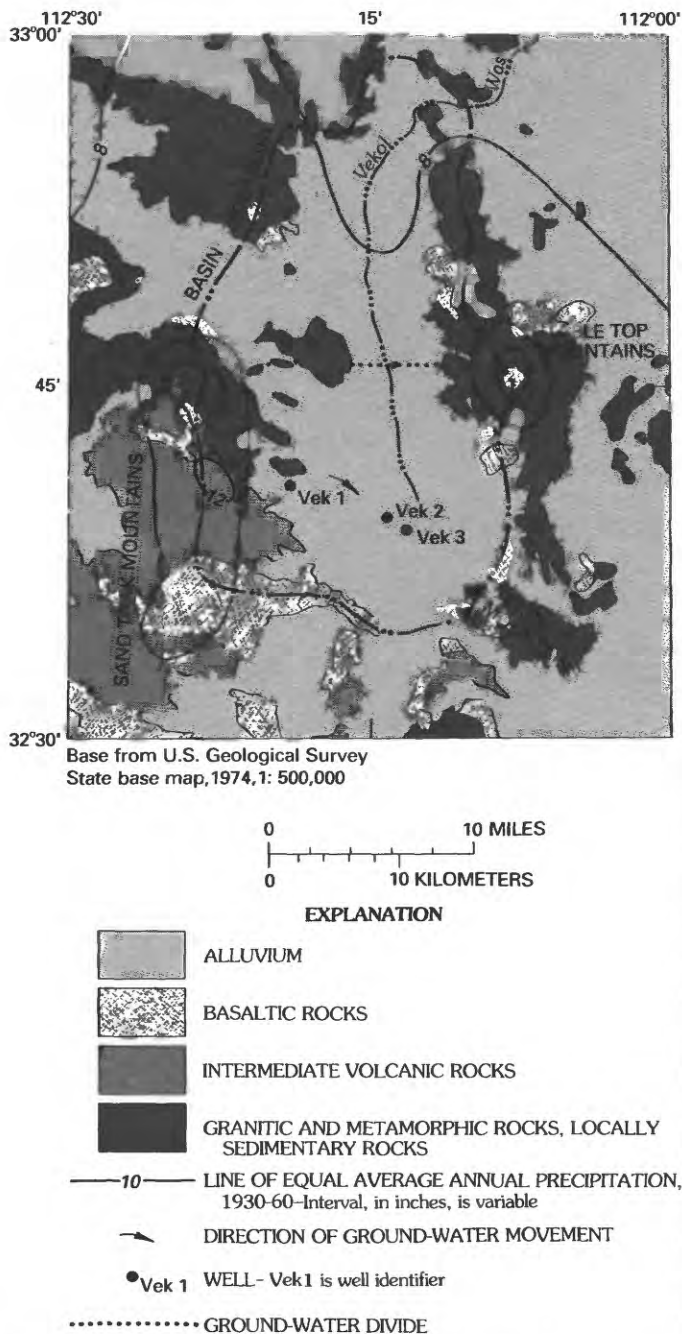 112°30'
15'
112°00'
33°00'
8
Vekol
Was
8
BASIN
LE TOP
NTAINS
45'
12
Vek 1
Vek 2
Vek 3
MOUNTAINS
SAND
32°30'
Base from U.S. Geological Survey
State base map, 1974, 1: 500,000
0 10 MILES
0 10 KILOMETERS
EXPLANATION
ALLUVIUM
BASALTIC ROCKS
INTERMEDIATE VOLCANIC ROCKS
GRANITIC AND METAMORPHIC ROCKS, LOCALLY
SEDIMENTARY ROCKS
10 LINE OF EQUAL AVERAGE ANNUAL PRECIPITATION,
1930-60–Interval, in inches, is variable
DIRECTION OF GROUND-WATER MOVEMENT
Vek 1 WELL– Vek1 is well identifier
GROUND-WATER DIVIDE